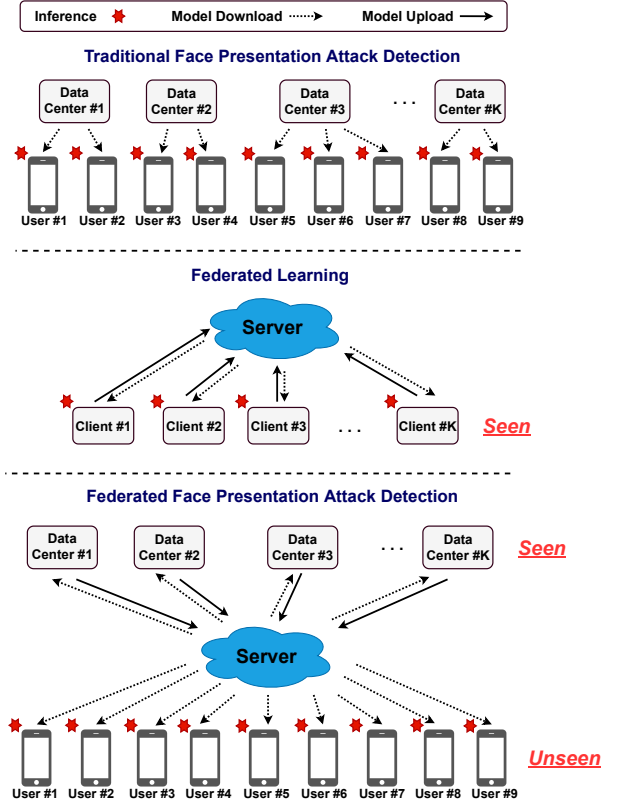 Inference Model Download Model Upload
Traditional Face Presentation Attack Detection
Data Center #1
Data Center #2
Data Center #3
. . .
Data Center #K
User #1 User #2 User #3 User #4 User #5 User #6 User #7 User #8 User #9
Federated Learning
Server
Client #1 Client #2 Client #3 . . . Client #K Seen
Federated Face Presentation Attack Detection
Data Center #1
Data Center #2
Data Center #3
. . .
Data Center #K
Seen
Server
User #1 User #2 User #3 User #4 User #5 User #6 User #7 User #8 User #9
Unseen